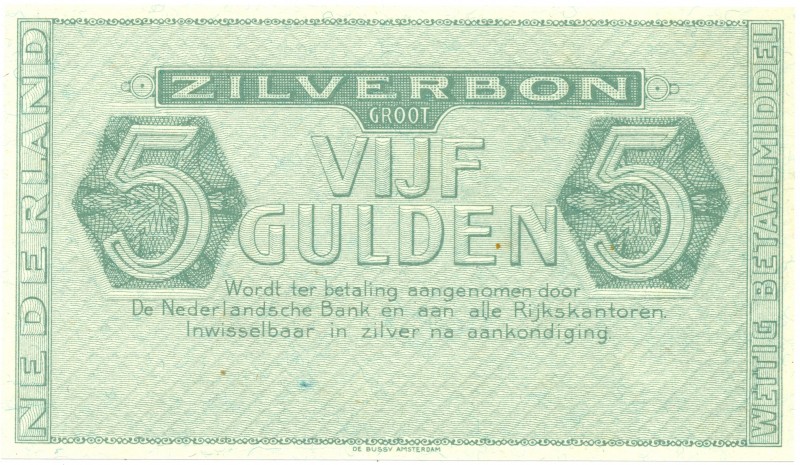 NEDERLAND
ZILVERBON
GROOT
5 VIJF 5
GULDEN
Wordt ter betaling aangenomen door
De Nederlandsche Bank en aan alle Rijkskantoren.
Inwisselbaar in zilver na aankondiging.
WETTIG BETAALMIDDEL
DE BUSSY AMSTERDAM